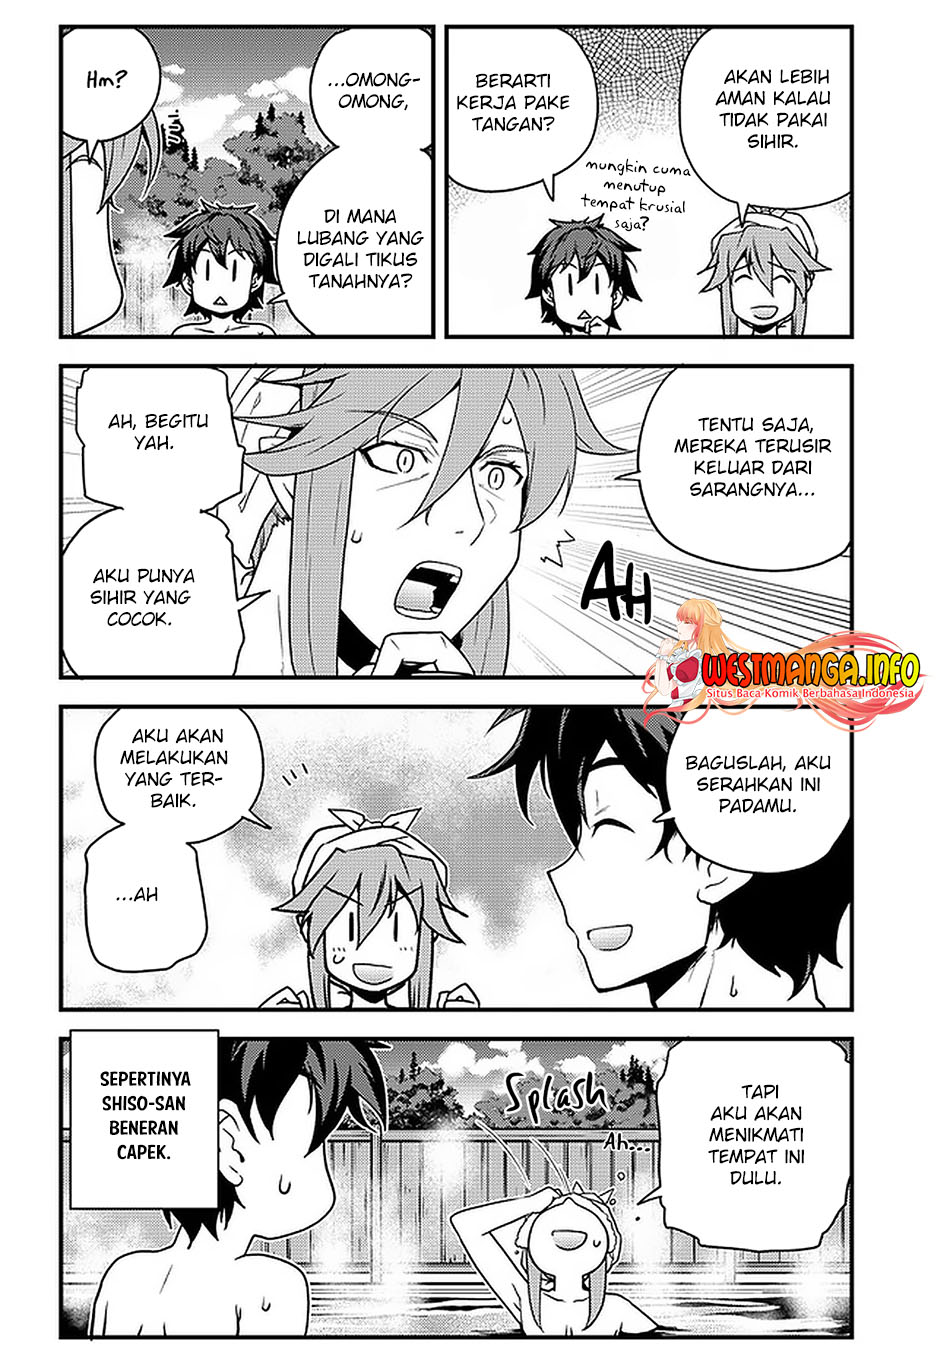 AKAN LEBIH
AMAN KALAU
TIDAK PAKAI
SIHIR.
BERARTI
KERJA PAKE
TANGAN?
mungkin cuma
menutup
tempat krusial
saja?
...OMONG-
OMONG,
DI MANA
LUBANG YANG
DIGALI TIKUS
TANAHNYA?
Hm?
TENTU SAJA,
MEREKA TERUSIR
KELUAR DARI
SARANGNYA...
AH
AH, BEGITU
YAH.
AKU PUNYA
SIHIR YANG
COCOK.
WESTMANGA.INFO
Situs Baca Komik Berbahasa Indonesia
BAGUSLAH, AKU
SERAHKAN INI
PADAMU.
AKU AKAN
MELAKUKAN
YANG TER-
BAIK.
...AH
TAPI
AKU AKAN
MENIKMATI
TEMPAT INI
DULU.
Splash
Ah...
SEPERTINYA
SHISO-SAN
BENERAN
CAPEK.